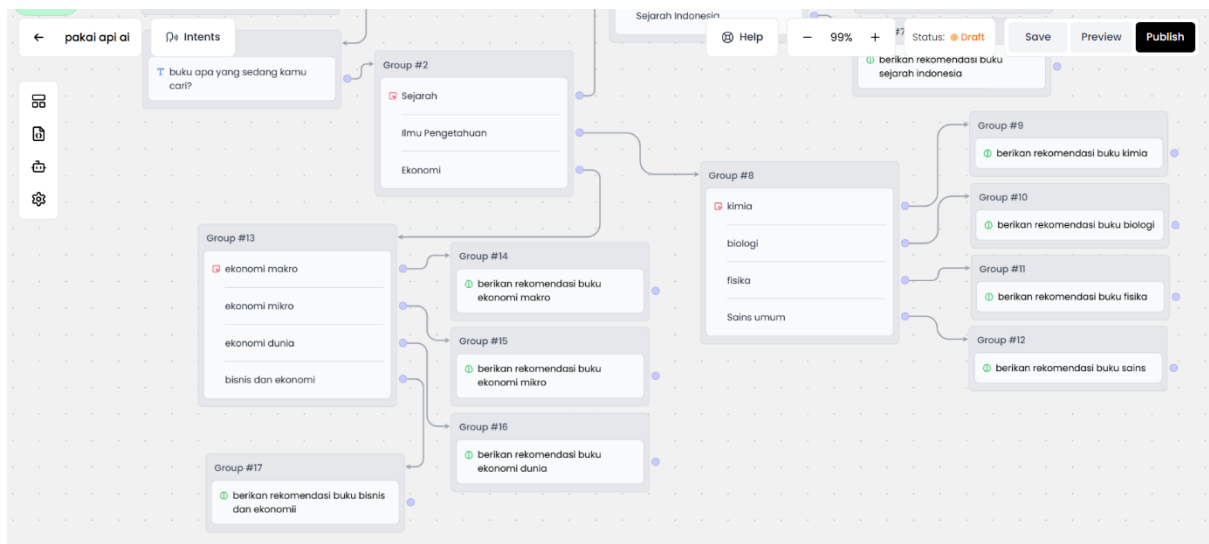 pakai api ai
Intents
Sejarah Indonesia
Help
99%
Status: Draft
Save
Preview
Publish
buku apa yang sedang kamu
cari?
Group #2
Sejarah
Ilmu Pengetahuan
Ekonomi
berikan rekomendasi buku
sejarah indonesia
Group #8
kimia
biologi
fisika
Sains umum
Group #9
berikan rekomendasi buku kimia
Group #10
berikan rekomendasi buku biologi
Group #11
berikan rekomendasi buku fisika
Group #12
berikan rekomendasi buku sains
Group #13
ekonomi makro
ekonomi mikro
ekonomi dunia
bisnis dan ekonomi
Group #14
berikan rekomendasi buku
ekonomi makro
Group #15
berikan rekomendasi buku
ekonomi mikro
Group #16
berikan rekomendasi buku
ekonomi dunia
Group #17
berikan rekomendasi buku bisnis
dan ekonomii